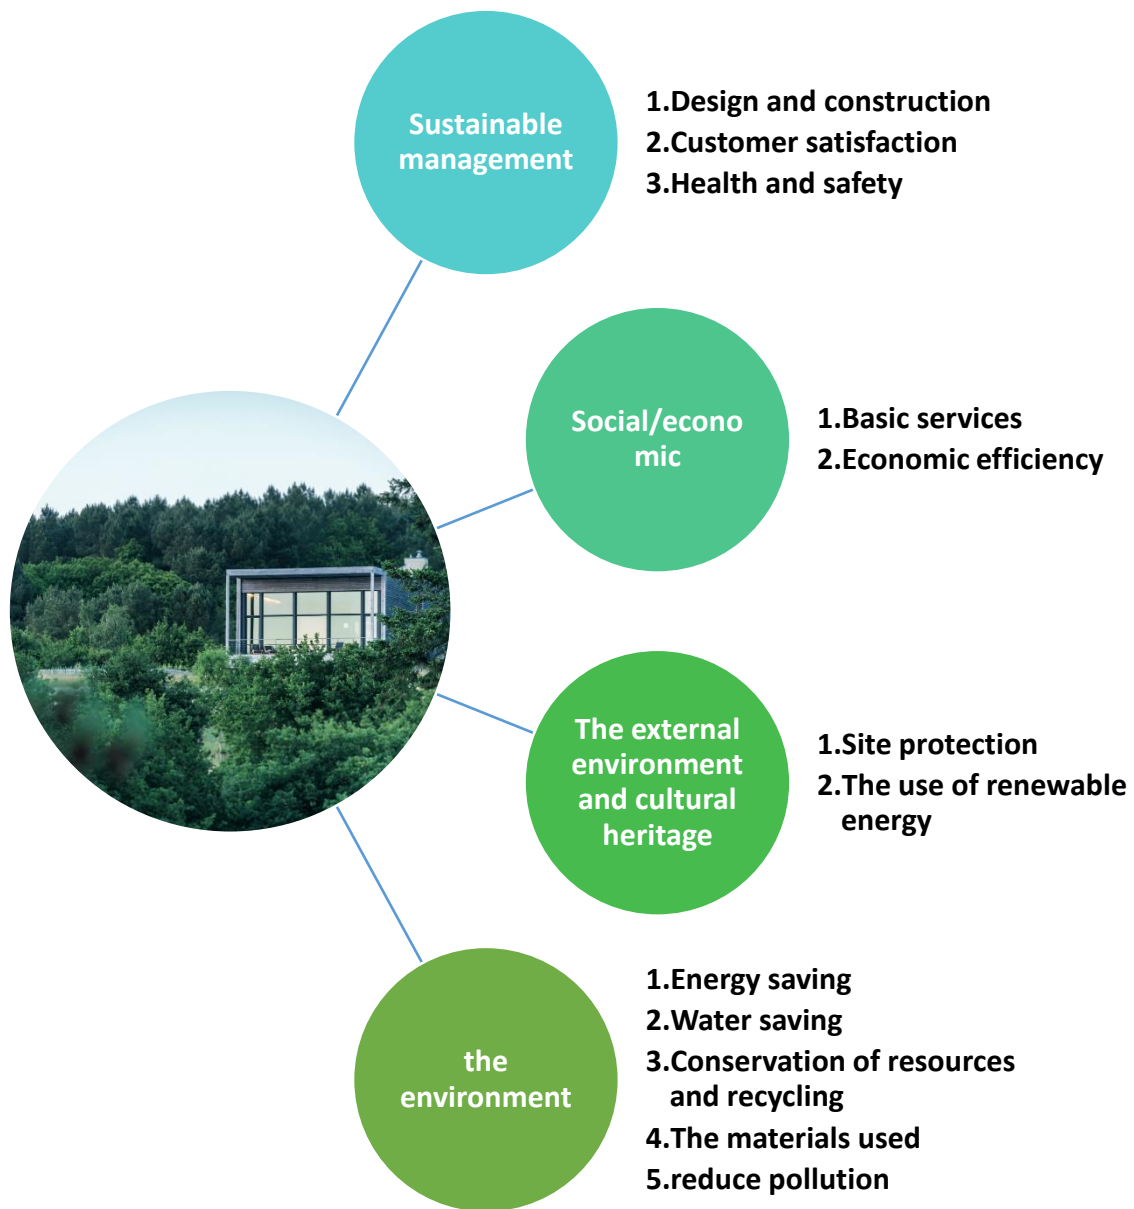 Sustainable
management
1.Design and construction
2.Customer satisfaction
3.Health and safety
Social/econo
mic
1.Basic services
2.Economic efficiency
The external
environment
and cultural
heritage
1.Site protection
2.The use of renewable
energy
the
environment
1.Energy saving
2.Water saving
3.Conservation of resources
and recycling
4.The materials used
5.reduce pollution